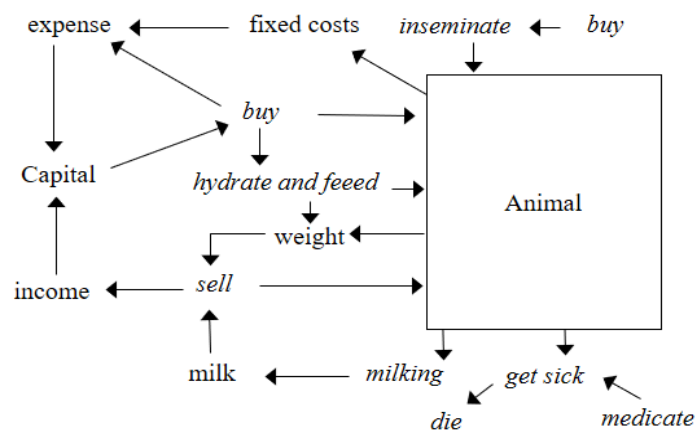 expense
fixed costs
inseminate
buy
buy
Capital
hydrate and feeed
Animal
weight
income
sell
milk
milking
get sick
die
medicate